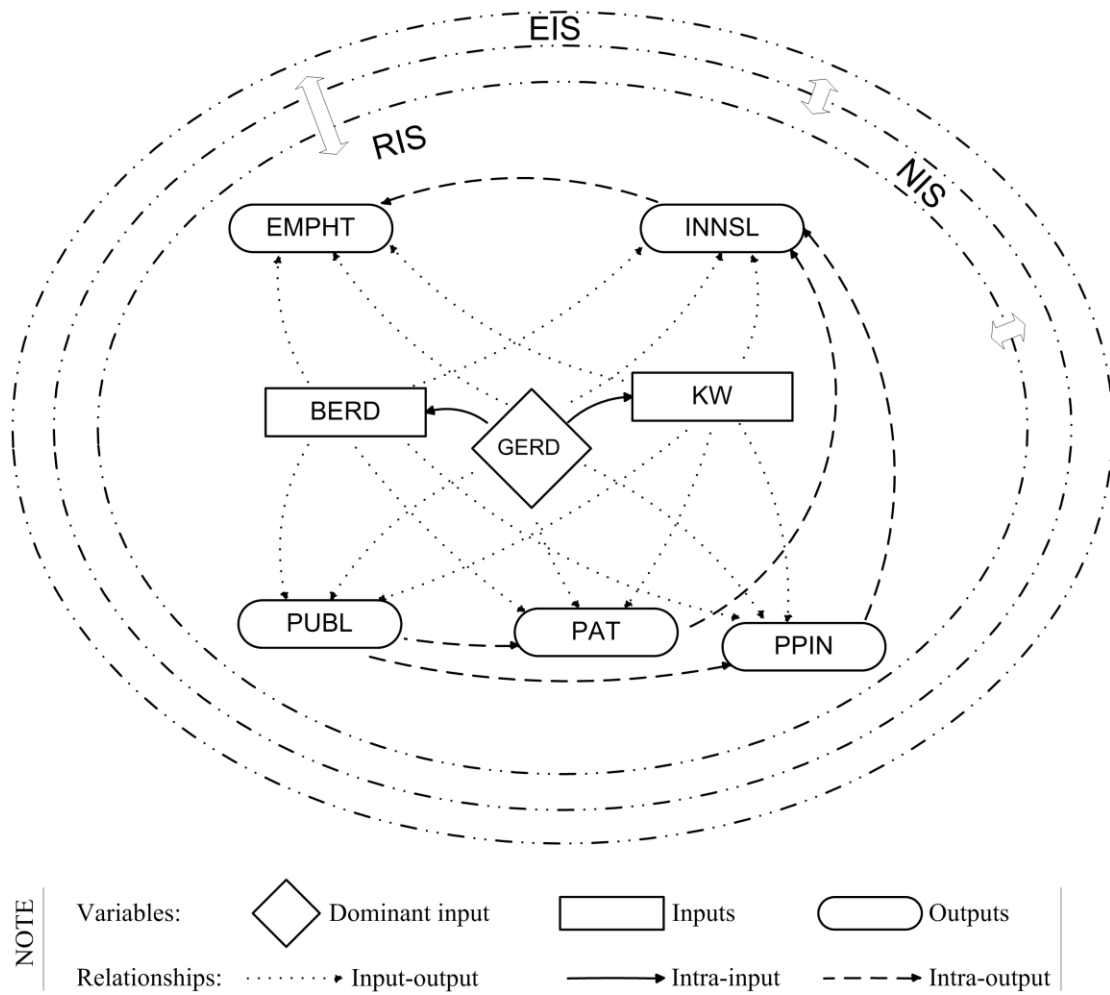 EIS
RIS
NIS
EMPHT
INNSL
BERD
KW
GERD
PUBL
PAT
PPIN
NOTE
Variables: Dominant input Inputs Outputs
Relationships: Input-output Intra-input Intra-output